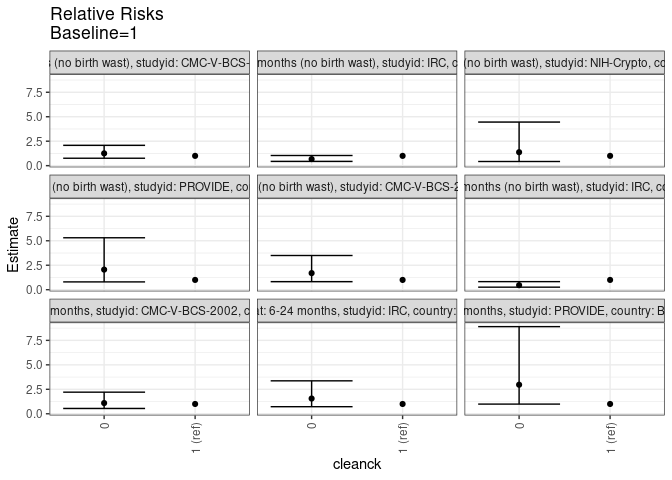 Relative Risks
Baseline=1
(no birth wast), studyid: CMC-V-BCS-
months (no birth wast), studyid: IRC, c
(no birth wast), studyid: NIH-Crypto, co
7.5
5.0
2.5
0.0
(no birth wast), studyid: PROVIDE, co
(no birth wast), studyid: CMC-V-BCS-2
months (no birth wast), studyid: IRC, co
7.5
5.0
2.5
0.0
months, studyid: CMC-V-BCS-2002, c
at: 6-24 months, studyid: IRC, country:
months, studyid: PROVIDE, country: B
7.5
5.0
2.5
0.0
Estimate
0
1 (ref)
0
1 (ref)
0
1 (ref)
cleanck